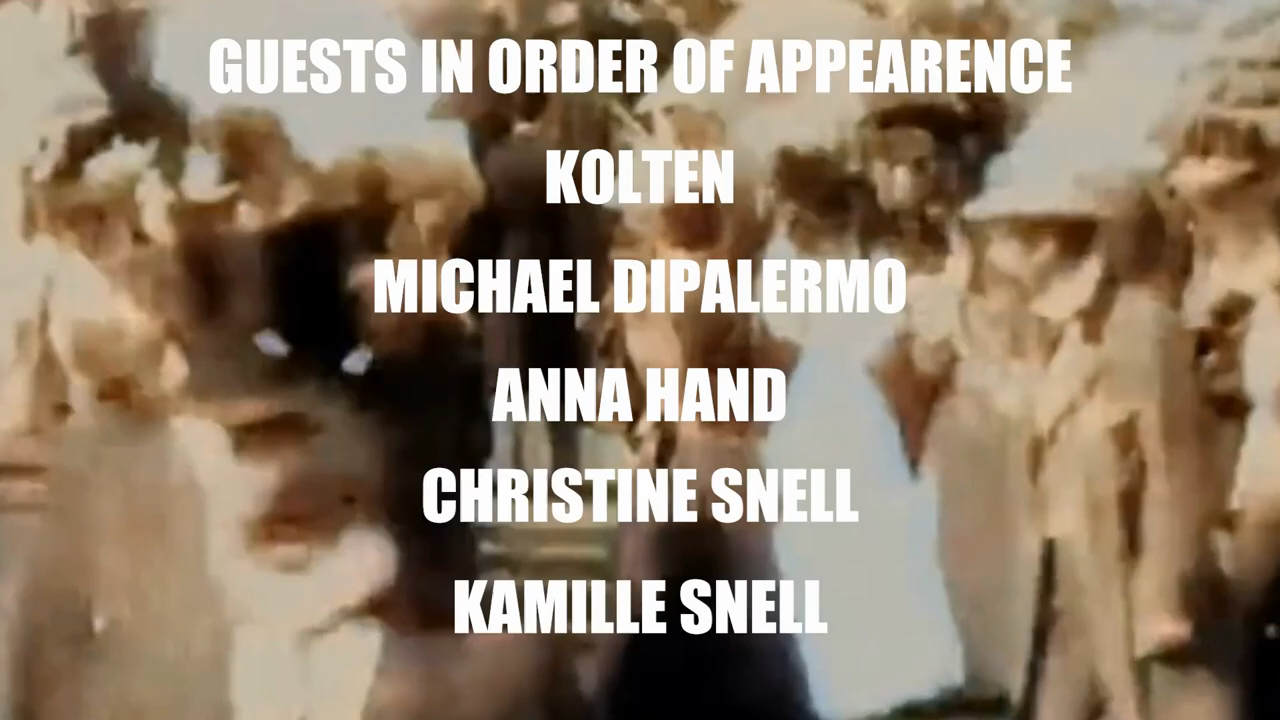 GUESTS IN ORDER OF APPEARENCE
KOLTEN
MICHAEL DIPALERMO
ANNA HAND
CHRISTINE SNELL
KAMILLE SNELL